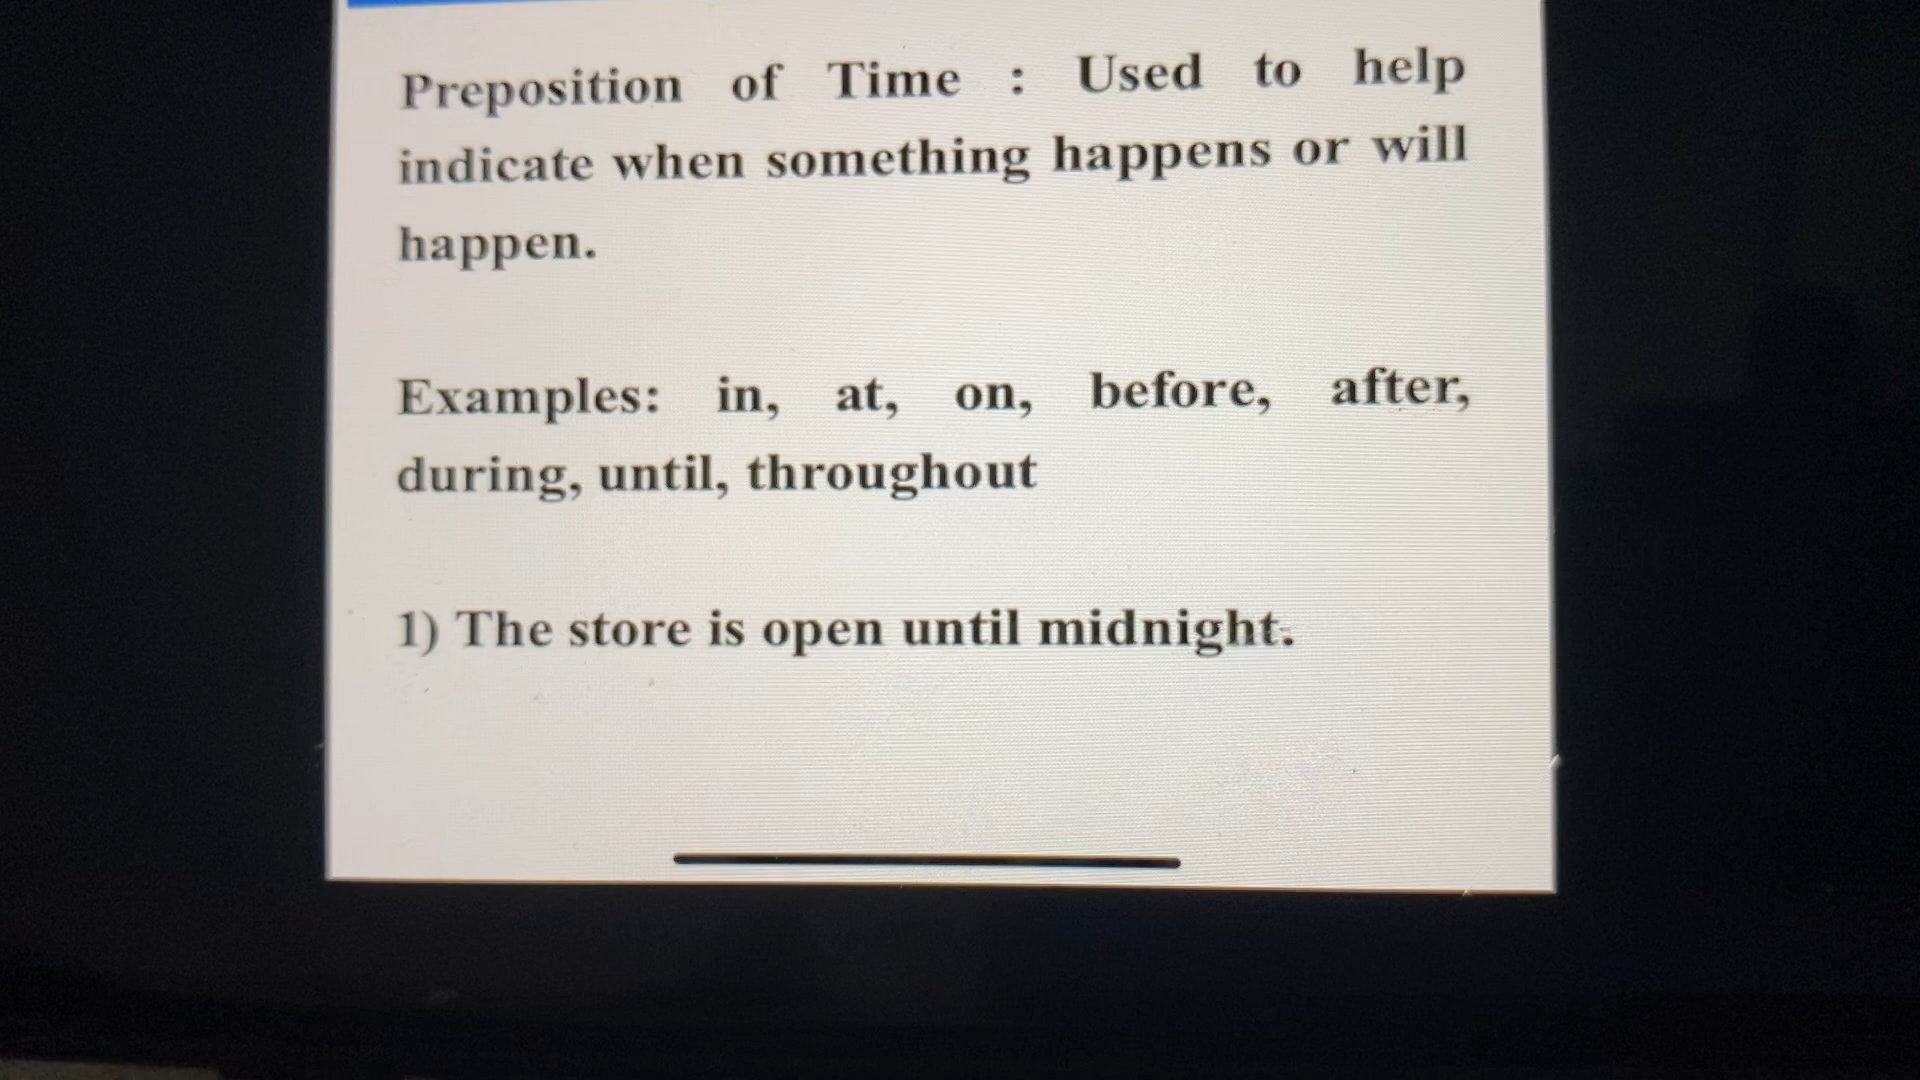 Preposition of Time : Used to help
indicate when something happens or will
happen.
Examples: in, at, on, before, after,
during, until, throughout
1) The store is open until midnight.